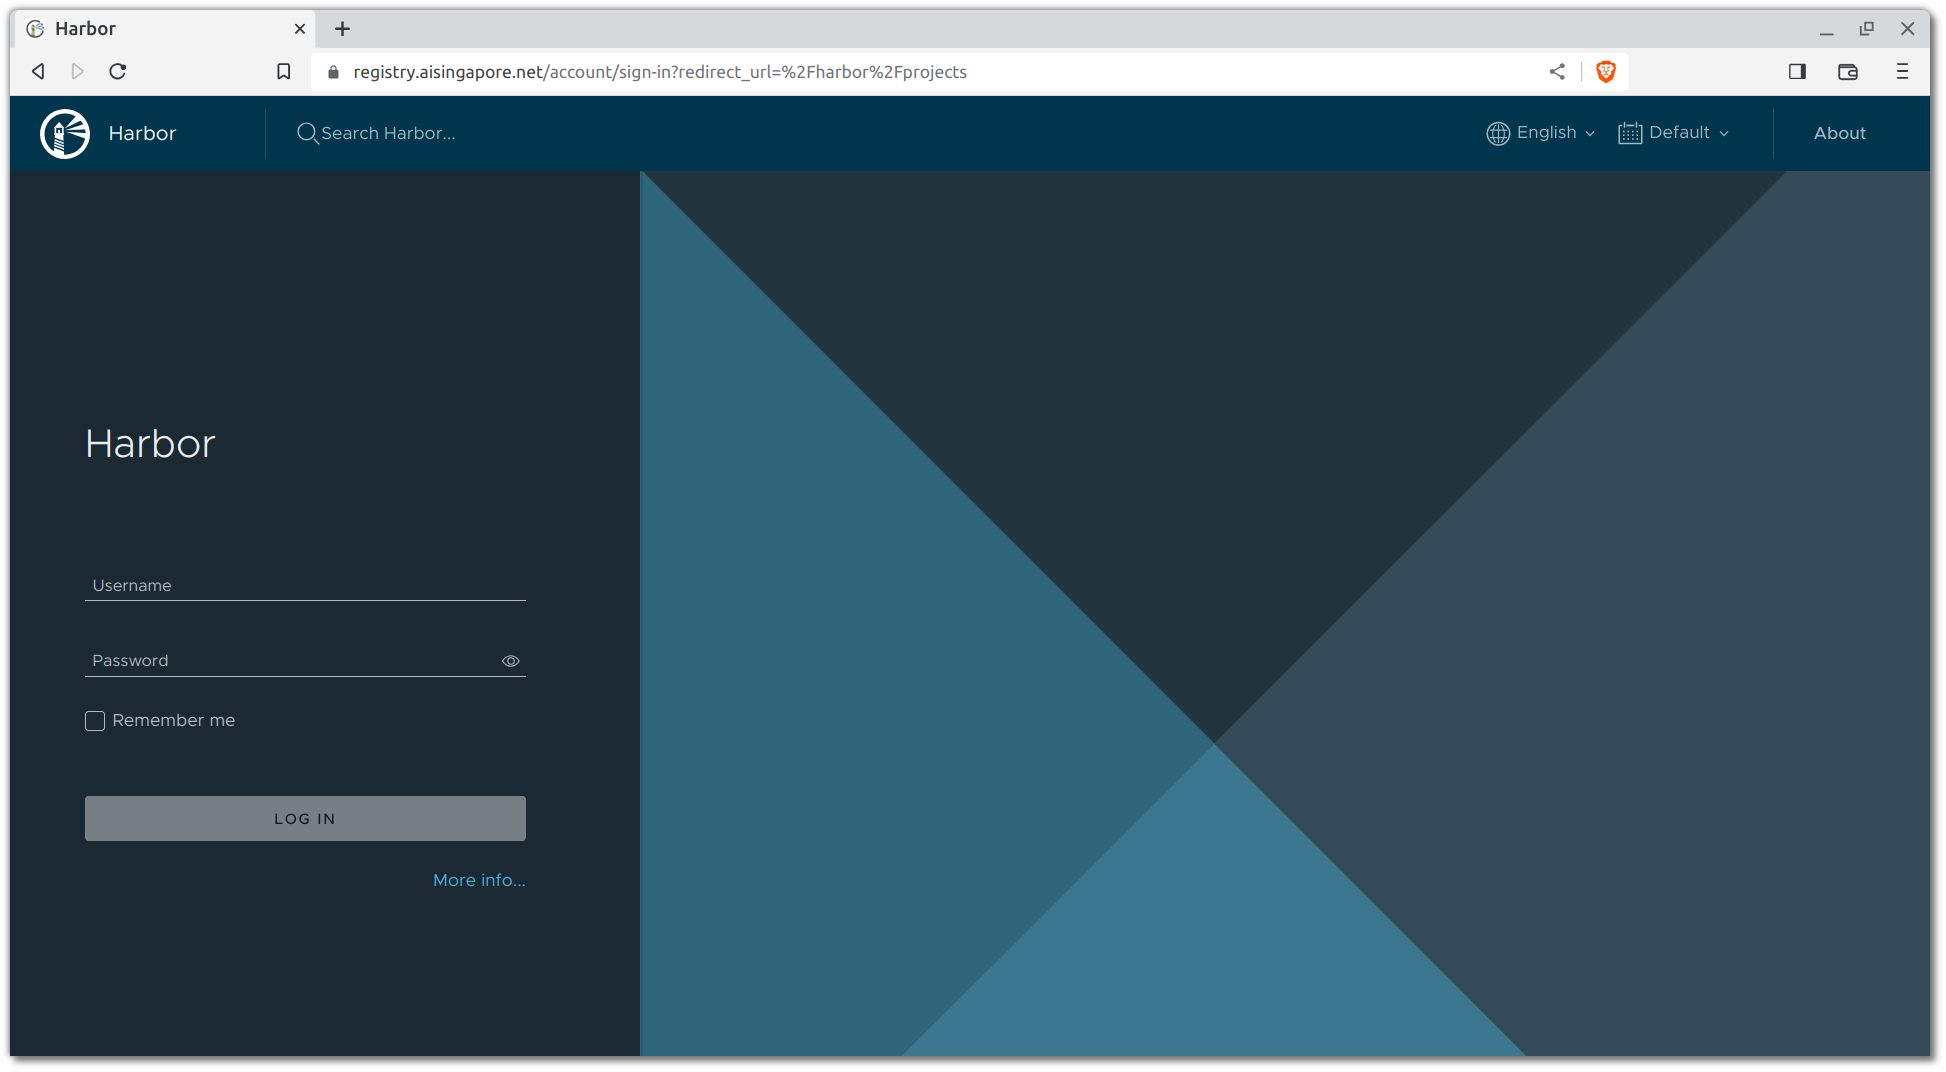 Harbor
registry.aisingapore.net/account/sign-in?redirect_url=%2Fharbor%2Fprojects
Harbor
Search Harbor...
English
Default
About
Harbor
Username
Password
Remember me
LOG IN
More info...